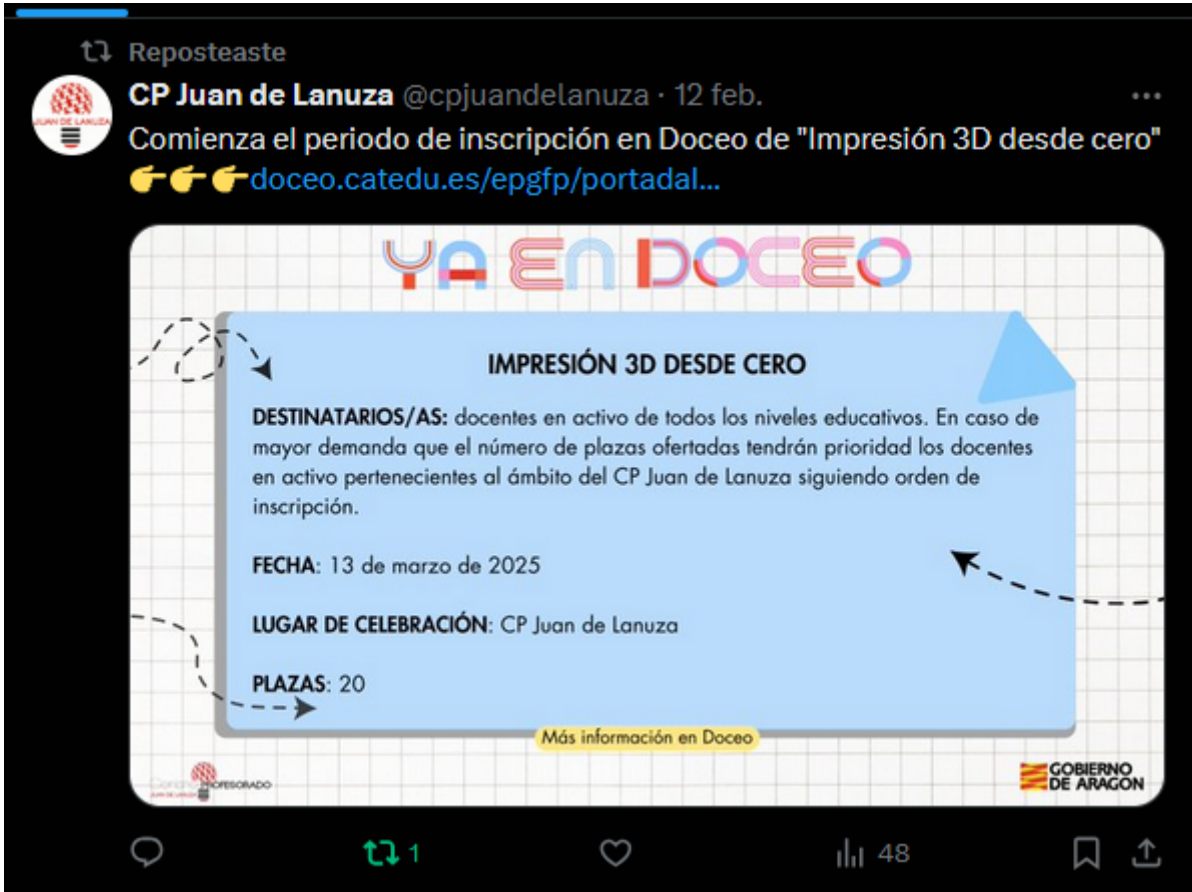 Reposteaste
CP Juan de Lanuza @cpjuandelanuza · 12 feb.
Comienza el periodo de inscripción en Doceo de "Impresión 3D desde cero"
👉👉👉doceo.catedu.es/epgfp/portadal...
YA EN DOCEO
IMPRESIÓN 3D DESDE CERO
DESTINATARIOS/AS: docentes en activo de todos los niveles educativos. En caso de
mayor demanda que el número de plazas ofertadas tendrán prioridad los docentes
en activo pertenecientes al ámbito del CP Juan de Lanuza siguiendo orden de
inscripción.
FECHA: 13 de marzo de 2025
LUGAR DE CELEBRACIÓN: CP Juan de Lanuza
PLAZAS: 20
Más información en Doceo
PROFESORADO
JUAN DE LANUZA
GOBIERNO
DE ARAGON
1
48